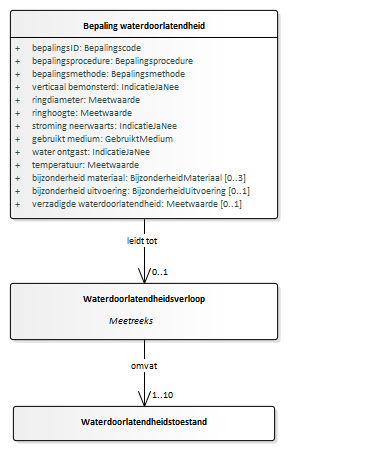 Bepaling waterdoorlatendheid
+ bepalingsID: Bepalingscode
+ bepalingsprocedure: Bepalingsprocedure
+ bepalingsmethode: Bepalingsmethode
+ verticaal bemonsterd: IndicatieJaNee
+ ringdiameter: Meetwaarde
+ ringhoogte: Meetwaarde
+ stroming neerwaarts: IndicatieJaNee
+ gebruikt medium: GebruiktMedium
+ water ontgast: IndicatieJaNee
+ temperatuur: Meetwaarde
+ bijzonderheid materiaal: BijzonderheidMateriaal [0..3]
+ bijzonderheid uitvoering: BijzonderheidUitvoering [0..1]
+ verzadigde waterdoorlatendheid: Meetwaarde [0..1]
leidt tot
0..1
Waterdoorlatendheidsverloop
Meetreeks
omvat
1..10
Waterdoorlatendheidstoestand